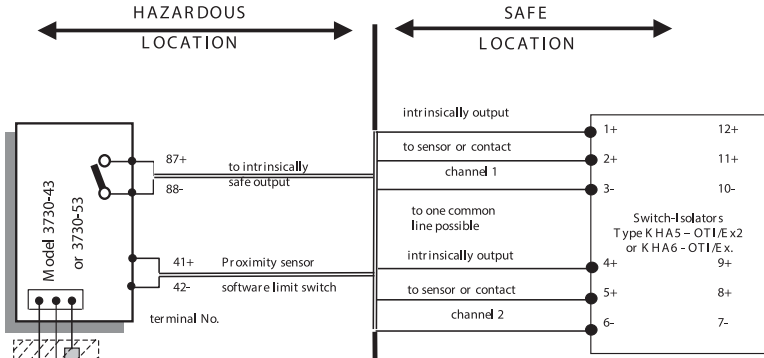 HAZARDOUS
LOCATION
SAFE
LOCATION
Model 3730-43
or 3730-53
87+
88-
to intrinsically
safe output
41+
42-
Proximity sensor
software limit switch
terminal No.
intrinsically output
to sensor or contact
channel 1
to one common
line possible
intrinsically output
to sensor or contact
channel 2
1+ 12+
2+ 11+
3- 10-
Switch-Isolators
Type KHA5 – OTI/Ex2
or KHA6 - OTI/Ex.
4+ 9+
5+ 8+
6- 7-